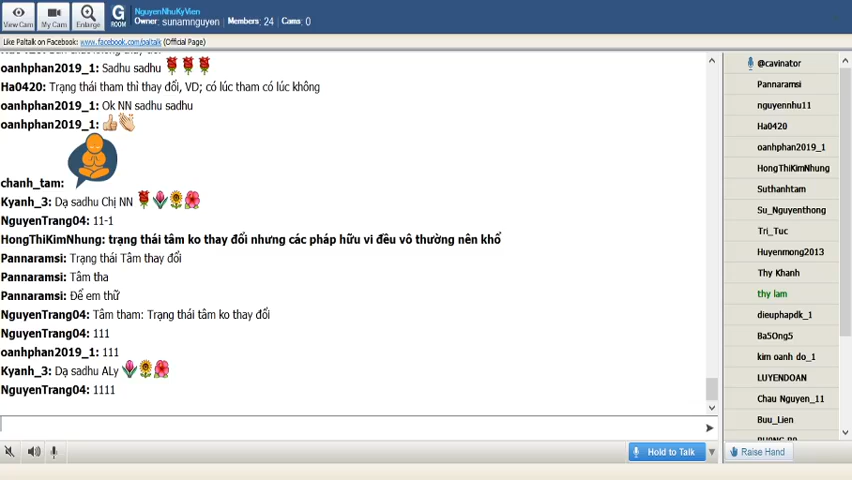 View Cam
My Cam
Enlarge
G
ROOM
NguyenNhuKyVien
Owner: sunamnguyen | Members: 24 | Cams: 0
Like Paltalk on Facebook: www.facebook.com/paltalk (Official Page)
oanhphan2019_1: Sadhu sadhu
Ha0420: Trạng thái tham thì thay đổi, VD; có lúc tham có lúc không
oanhphan2019_1: Ok NN sadhu sadhu
oanhphan2019_1:
chanh_tam:
Kyanh_3: Dạ sadhu Chị NN
NguyenTrang04: 11-1
HongThiKimNhung: trạng thái tâm ko thay đổi nhưng các pháp hữu vi đều vô thường nên khổ
Pannaramsi: Trạng thái Tâm thay đổi
Pannaramsi: Tâm tha
Pannaramsi: Để em thữ
NguyenTrang04: Tâm tham: Trạng thái tâm ko thay đổi
NguyenTrang04: 111
oanhphan2019_1: 111
Kyanh_3: Dạ sadhu ALy
NguyenTrang04: 1111
Hold to Talk
@cavinator
Pannaramsi
nguyennhu11
Ha0420
oanhphan2019_1
HongThiKimNhung
Suthanhtam
Su_Nguyenthong
Tri_Tuc
Huyenmong2013
Thy Khanh
thy lam
dieuphapdk_1
Ba5Ong5
kim oanh do_1
LUYENDOAN
Chau Nguyen_11
Buu_Lien
Raise Hand